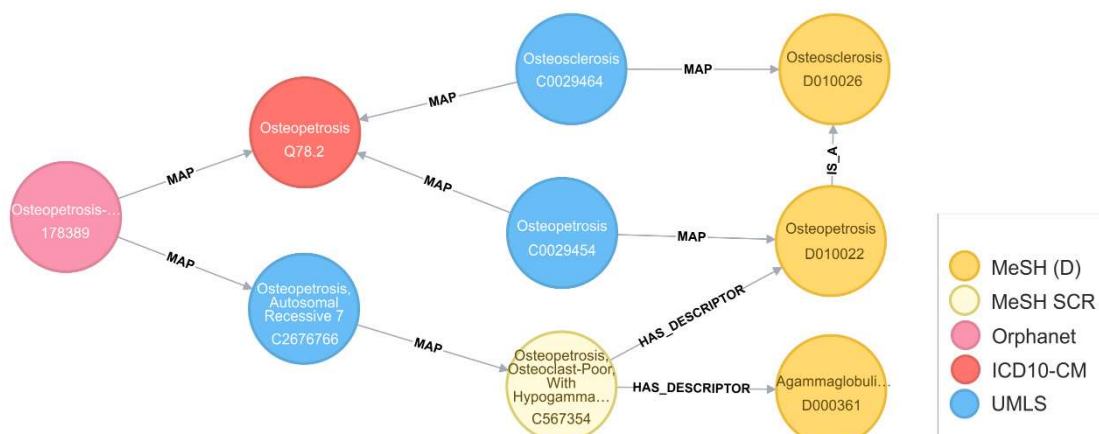 Osteosclerosis
C0029464
MAP
Osteosclerosis
D010026
MAP
Osteopetrosis
Q78.2
IS_A
MAP
MAP
Osteopetrosis-...
178389
Osteopetrosis
C0029454
MAP
Osteopetrosis
D010022
MAP
Osteopetrosis,
Autosomal
Recessive 7
C2676766
MAP
HAS_DESCRIPTOR
Osteopetrosis,
Osteoclast-Poor,
With
Hypogamma...
C567354
HAS_DESCRIPTOR
Agammaglobuli...
D000361
MeSH (D)
MeSH SCR
Orphanet
ICD10-CM
UMLS